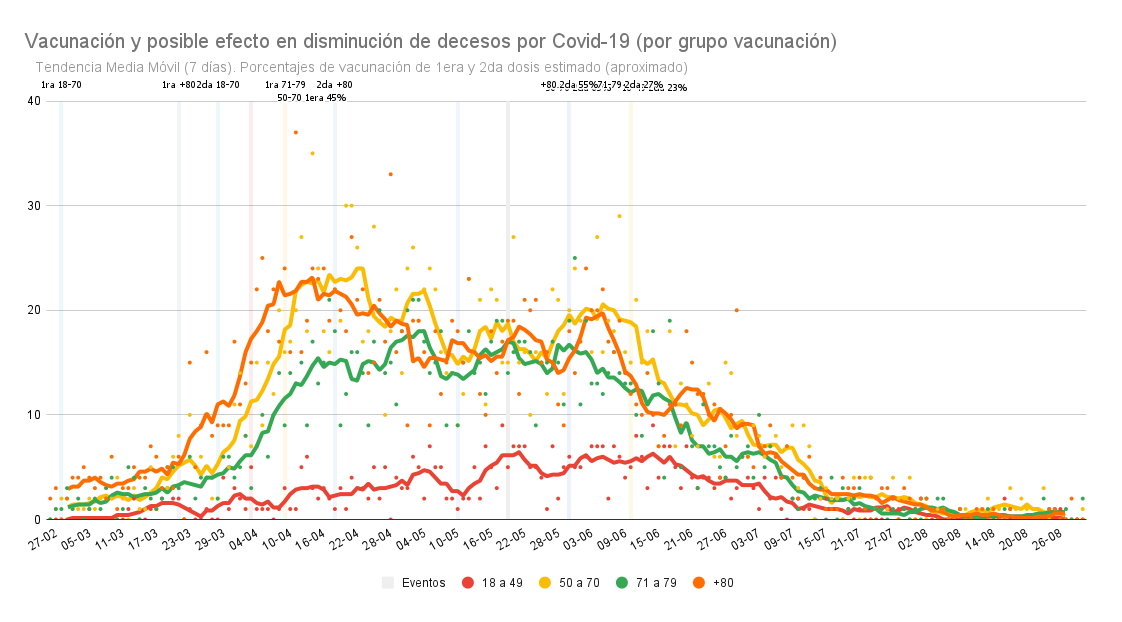 Vacunación y posible efecto en disminución de decesos por Covid-19 (por grupo vacunación)
Tendencia Media Móvil (7 días). Porcentajes de vacunación de 1era y 2da dosis estimado (aproximado)
1ra 18-70 1ra +80 2da 18-70 1ra 71-79 2da +80 +80 2da 55% 71-79 2da 27%
50-70 1era 45% 23%
40
30
20
10
0
27-02 05-03 11-03 17-03 23-03 29-03 04-04 10-04 16-04 22-04 28-04 04-05 10-05 16-05 22-05 28-05 03-06 09-06 15-06 21-06 27-06 03-07 09-07 15-07 21-07 27-07 02-08 08-08 14-08 20-08 26-08
Eventos 18 a 49 50 a 70 71 a 79 +80